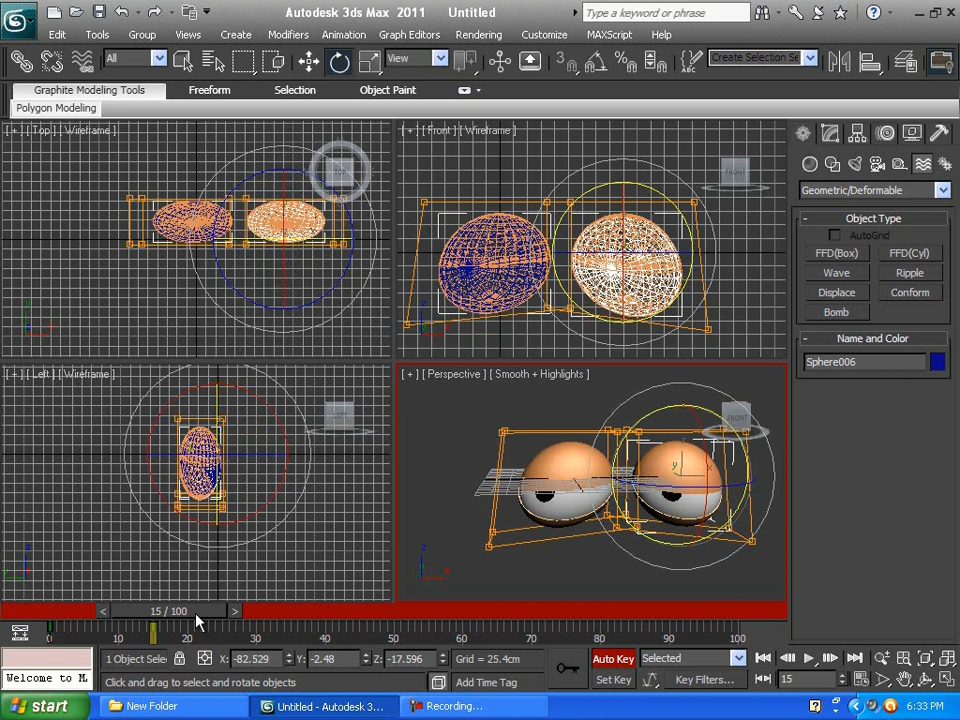 Autodesk 3ds Max 2011 Untitled
Type a keyword or phrase
Edit Tools Group Views Create Modifiers Animation Graph Editors Rendering Customize MAXScript Help
All View Create Selection Se
Graphite Modeling Tools Freeform Selection Object Paint
Polygon Modeling
[ + ] [ Top ] [ Wireframe ]
[ + ] [ Front ] [ Wireframe ]
TOP
FRONT
Geometric/Deformable
- Object Type
AutoGrid
FFD(Box) FFD(Cyl)
Wave Ripple
Displace Conform
Bomb
- Name and Color
Sphere006
[ + ] [ Left ] [ Wireframe ]
[ + ] [ Perspective ] [ Smooth + Highlights ]
LEFT
FRONT
< 15 / 100 >
0 10 20 30 40 50 60 70 80 90 100
1 Object Selec X: -82.529 Y: -2.48 Z: -17.596 Grid = 25.4cm Auto Key Selected
Welcome to M. Click and drag to select and rotate objects Add Time Tag Set Key Key Filters... 15
start New Folder Untitled - Autodesk 3... Recording... 6:33 PM